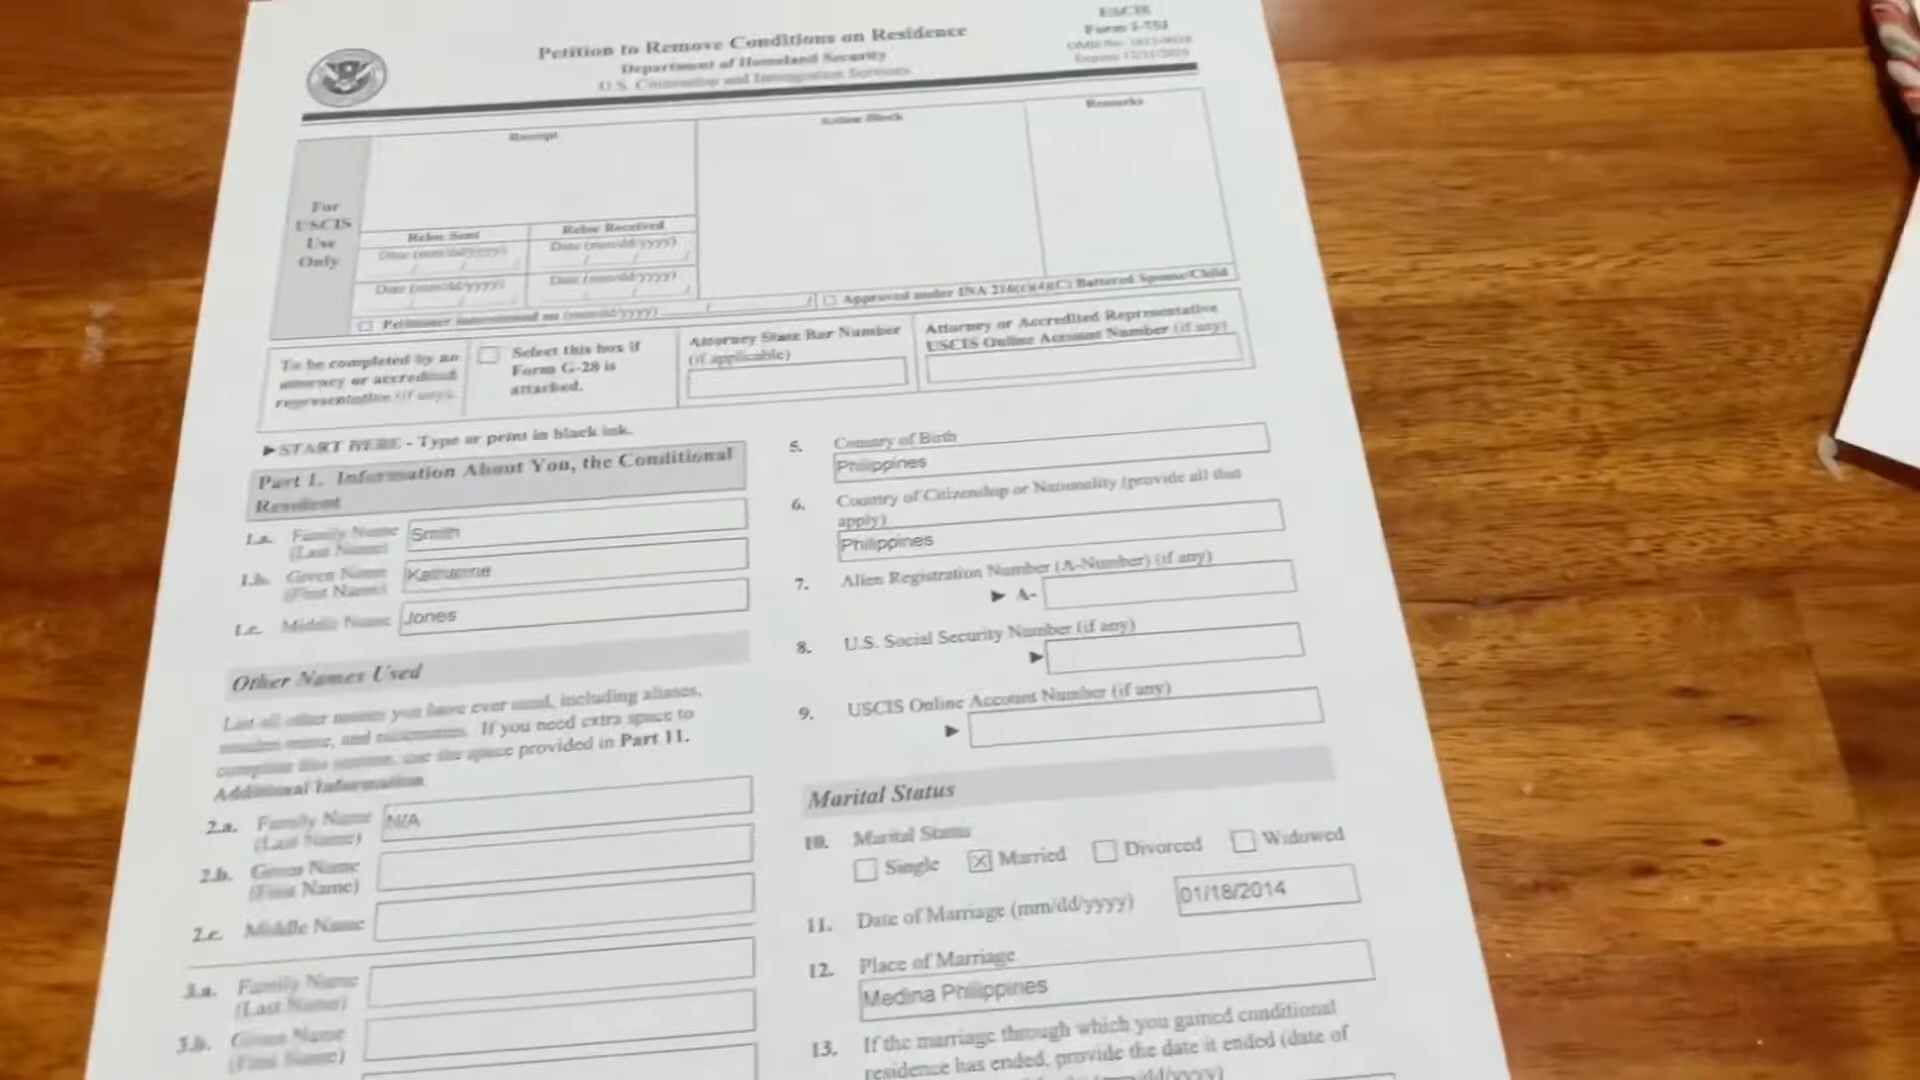 Petition to Remove Conditions on Residence
Department of Homeland Security
U.S. Citizenship and Immigration Services
USCIS
Form I-751
Receipt
Action Block
Remarks
For
USCIS
Use
Only
Reloc Sent
Reloc Received
Date (mm/dd/yyyy)
Date (mm/dd/yyyy)
Date (mm/dd/yyyy)
Date (mm/dd/yyyy)
Petitioner interviewed on (mm/dd/yyyy)
Approved under INA 216(c)(4)(C) Battered Spouse/Child
To be completed by an
attorney or accredited
representative (if any).
Select this box if
Form G-28 is
attached.
Attorney State Bar Number
(if applicable)
Attorney or Accredited Representative
USCIS Online Account Number (if any)
►START HERE - Type or print in black ink.
Part 1. Information About You, the Conditional
Resident
1.a. Family Name
(Last Name)
Smith
1.b. Given Name
(First Name)
Katharine
1.c. Middle Name
Jones
Other Names Used
List all other names you have ever used, including aliases,
maiden name, and nicknames. If you need extra space to
complete this section, use the space provided in Part 11.
Additional Information
2.a. Family Name
(Last Name)
N/A
2.b. Given Name
(First Name)
2.c. Middle Name
3.a. Family Name
(Last Name)
3.b. Given Name
(First Name)
5. Country of Birth
Philippines
6. Country of Citizenship or Nationality (provide all that
apply)
Philippines
7. Alien Registration Number (A-Number) (if any)
► A-
8. U.S. Social Security Number (if any)
►
9. USCIS Online Account Number (if any)
►
Marital Status
10. Marital Status
Single Married Divorced Widowed
11. Date of Marriage (mm/dd/yyyy)
01/18/2014
12. Place of Marriage
Medina Philippines
13. If the marriage through which you gained conditional
residence has ended, provide the date it ended (date of
(mm/dd/yyyy)